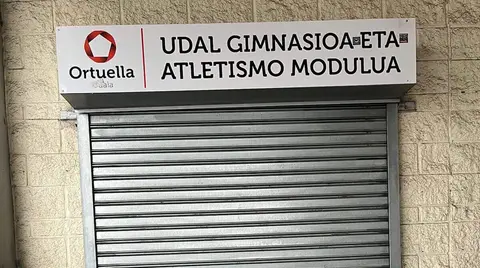 Ortuella
UDAL GIMNASIOA ETA
ATLETISMO MODULUA